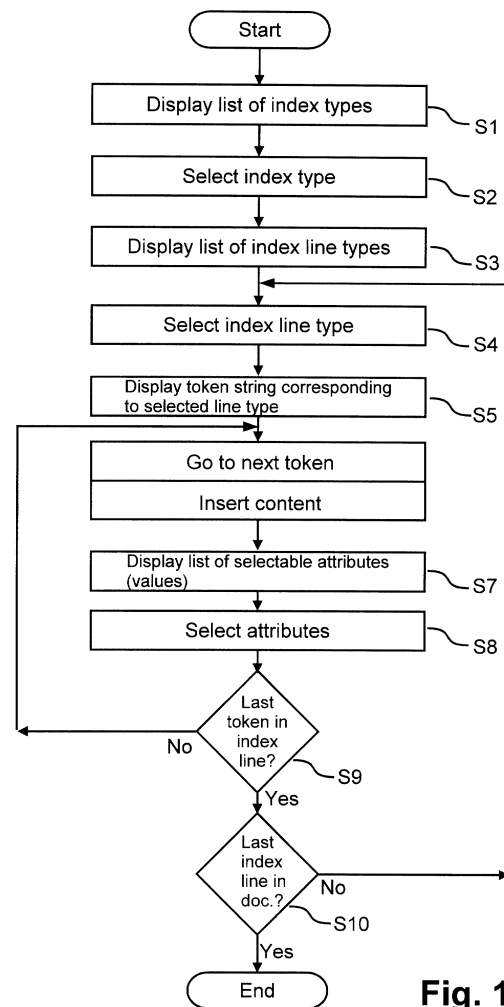 Start
Display list of index types
S1
Select index type
S2
Display list of index line types
S3
Select index line type
S4
Display token string corresponding
to selected line type
S5
Go to next token
Insert content
Display list of selectable attributes
(values)
S7
Select attributes
S8
Last
token in
index
line?
No
S9
Yes
Last
index
line in
doc.?
No
S10
Yes
End
Fig. 1